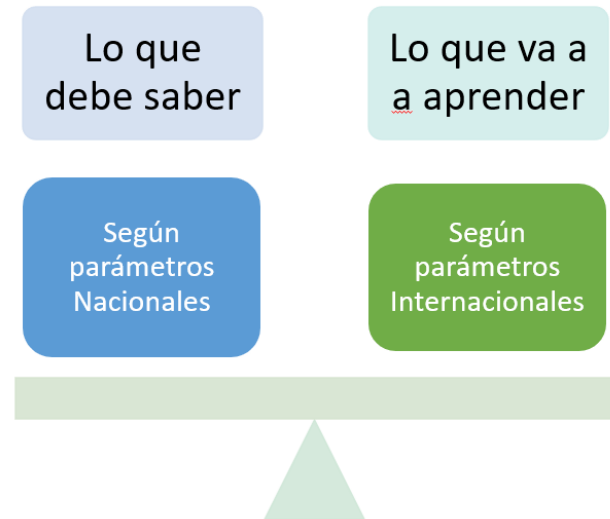 Lo que
debe saber
Lo que va a
a aprender
Según
parámetros
Nacionales
Según
parámetros
Internacionales